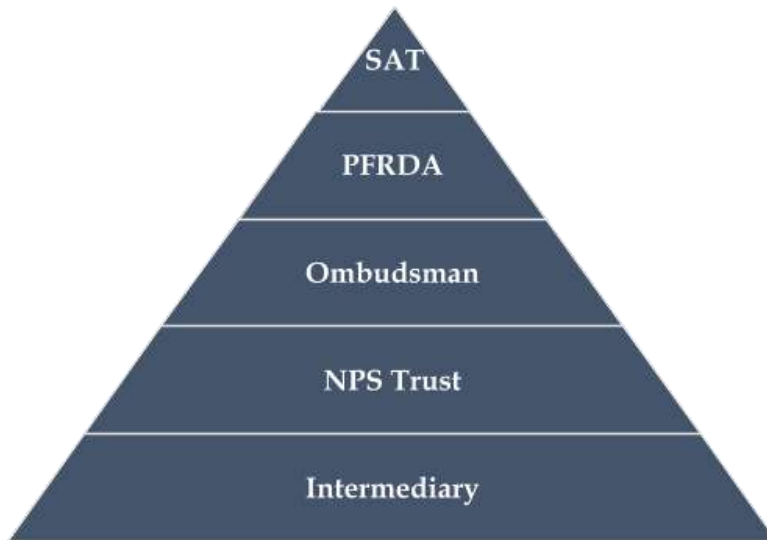 SAT
PFRDA
Ombudsman
NPS Trust
Intermediary